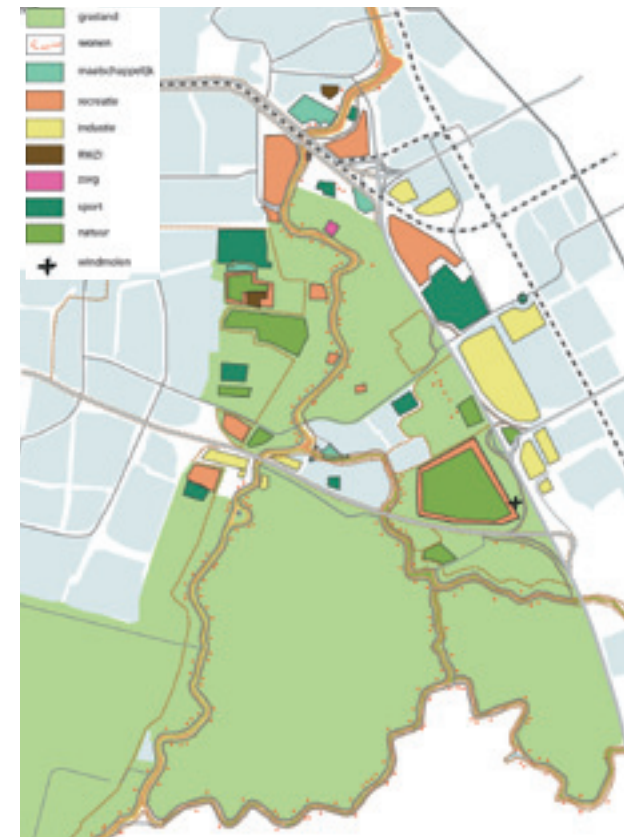 grasland
wonen
maatschappelijk
recreatie
industie
RWZI
zorg
sport
natuur
windmolen